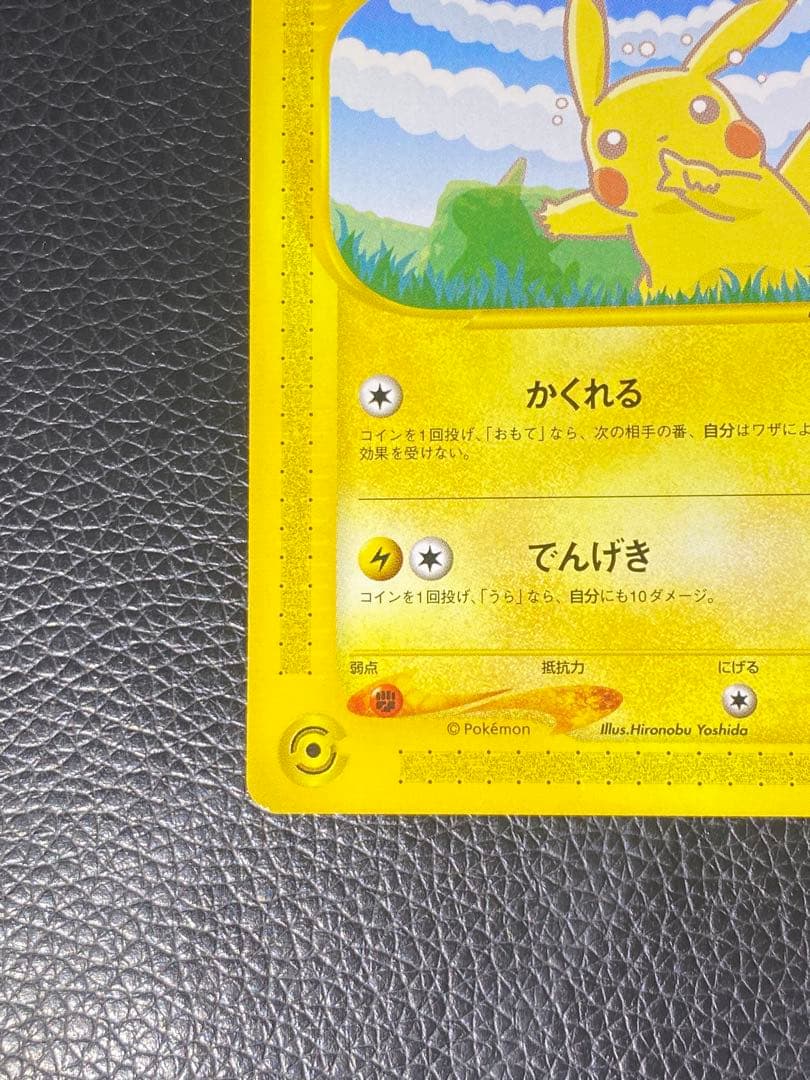 かくれる
コインを1回投げ、「おもて」なら、次の相手の番、自分はワザによ
効果を受けない。
でんげき
コインを1回投げ、「うら」なら、自分にも10ダメージ。
弱点 抵抗力 にげる
© Pokémon Illus.Hironobu Yoshida